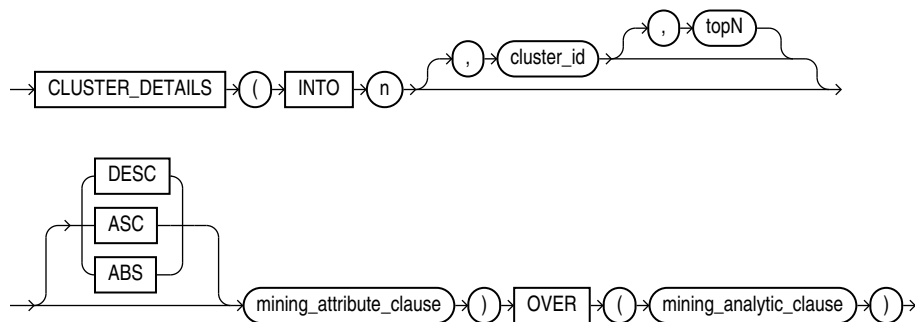 , topN
, cluster_id
CLUSTER_DETAILS ( INTO n
DESC
ASC
ABS
mining_attribute_clause ) OVER ( mining_analytic_clause )